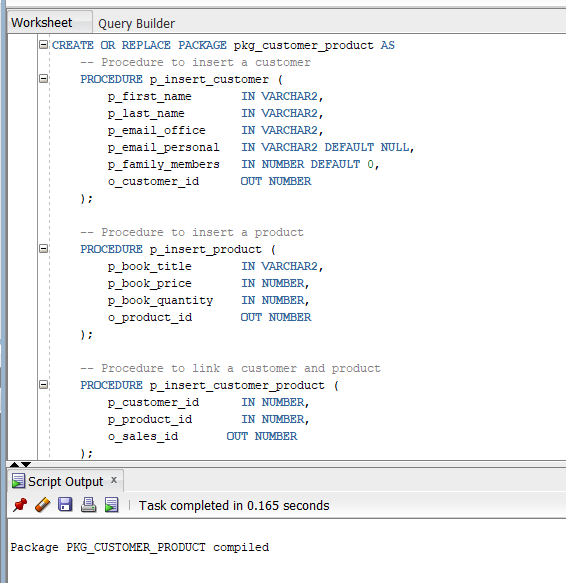 Worksheet Query Builder
CREATE OR REPLACE PACKAGE pkg_customer_product AS
-- Procedure to insert a customer
PROCEDURE p_insert_customer (
p_first_name IN VARCHAR2,
p_last_name IN VARCHAR2,
p_email_office IN VARCHAR2,
p_email_personal IN VARCHAR2 DEFAULT NULL,
p_family_members IN NUMBER DEFAULT 0,
o_customer_id OUT NUMBER
);
-- Procedure to insert a product
PROCEDURE p_insert_product (
p_book_title IN VARCHAR2,
p_book_price IN NUMBER,
p_book_quantity IN NUMBER,
o_product_id OUT NUMBER
);
-- Procedure to link a customer and product
PROCEDURE p_insert_customer_product (
p_customer_id IN NUMBER,
p_product_id IN NUMBER,
o_sales_id OUT NUMBER
);
Script Output x
Task completed in 0.165 seconds
Package PKG_CUSTOMER_PRODUCT compiled